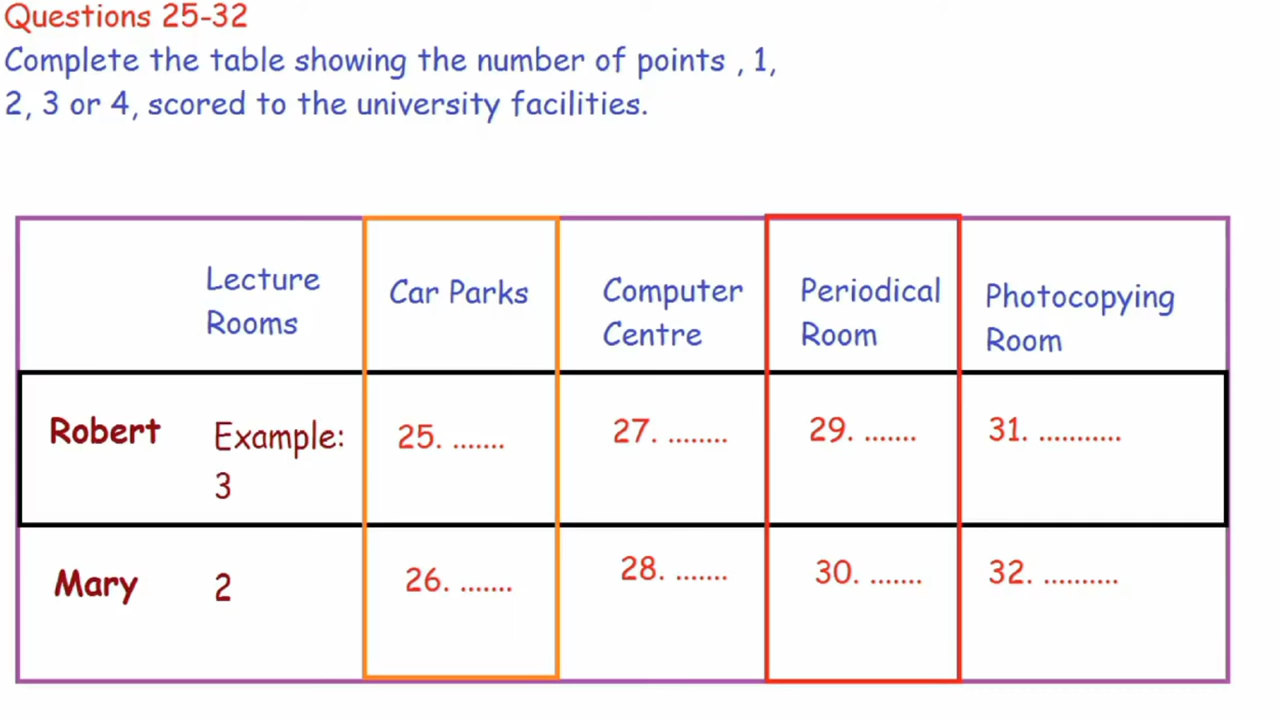 Questions 25-32
Complete the table showing the number of points , 1,
2, 3 or 4, scored to the university facilities.
Lecture
Rooms
Car Parks
Computer
Centre
Periodical
Room
Photocopying
Room
Robert
Example:
3
25. .......
27. ........
29. .......
31. ...........
Mary
2
26. .......
28. .......
30. .......
32. ..........